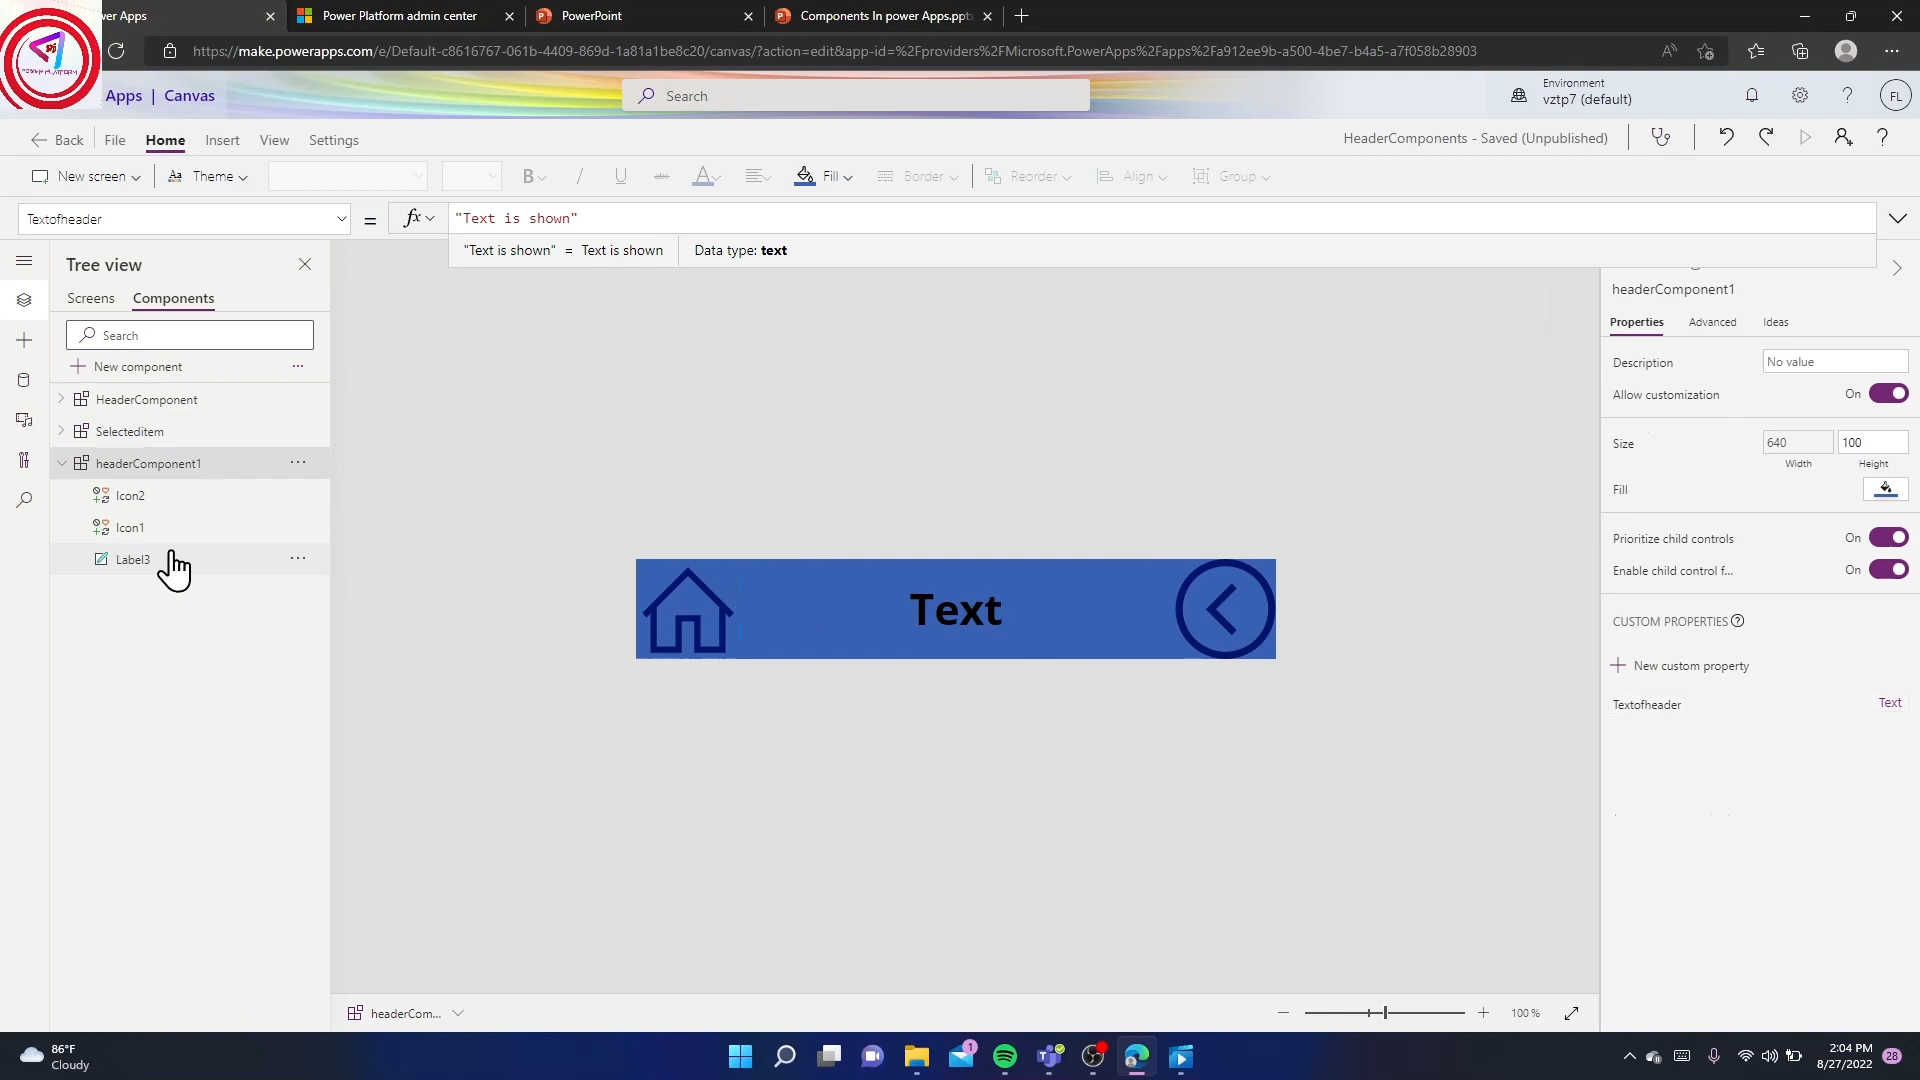 wer Apps
Power Platform admin center
PowerPoint
Components In power Apps.pptx
POWER PLATFORM
https://make.powerapps.com/e/Default-c8616767-061b-4409-869d-1a81a1be8c20/canvas/?action=edit&app-id=%2Fproviders%2FMicrosoft.PowerApps%2Fapps%2Fa912ee9b-a500-4be7-b4a5-a7f058b28903
Apps | Canvas
Search
Environment
vztp7 (default)
FL
Back
File
Home
Insert
View
Settings
HeaderComponents - Saved (Unpublished)
New screen
Theme
Fill
Border
Reorder
Align
Group
Textofheader
=
fx
"Text is shown"
"Text is shown" = Text is shown
Data type: text
Tree view
Screens
Components
Search
New component
HeaderComponent
Selecteditem
headerComponent1
Icon2
Icon1
Label3
Text
headerComponent1
Properties
Advanced
Ideas
Description
No value
Allow customization
On
Size
640
100
Width
Height
Fill
Prioritize child controls
On
Enable child control f...
On
CUSTOM PROPERTIES
New custom property
Textofheader
Text
headerCom...
100 %
86°F
Cloudy
1
2:04 PM
8/27/2022
28